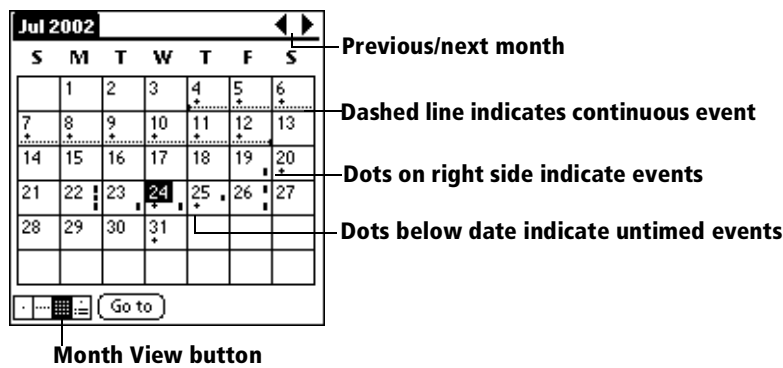 Jul 2002
Previous/next month
S M T W T F S
1 2 3 4 5 6
Dashed line indicates continuous event
7 8 9 10 11 12 13
14 15 16 17 18 19 20
Dots on right side indicate events
21 22 23 24 25 26 27
28 29 30 31
Dots below date indicate untimed events
Go to
Month View button